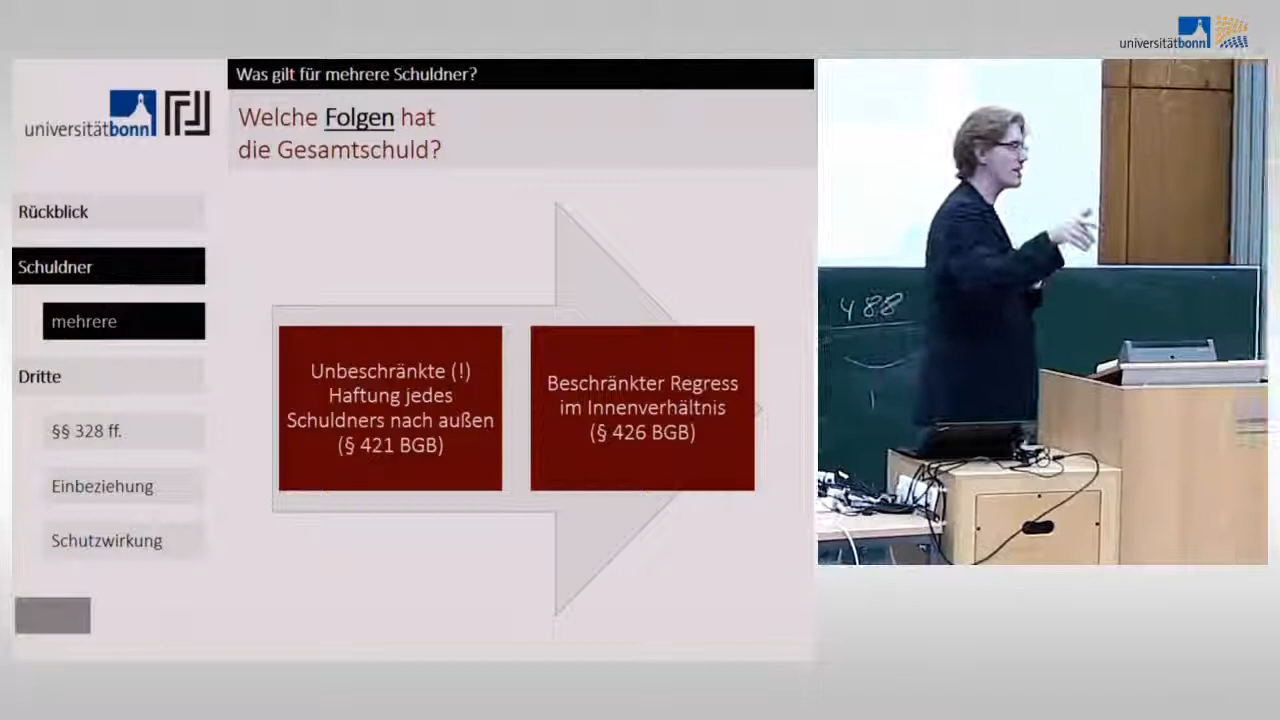 universitätbonn
Was gilt für mehrere Schuldner?
universitätbonn
Welche Folgen hat
die Gesamtschuld?
Rückblick
Schuldner
mehrere
Dritte
§§ 328 ff.
Einbeziehung
Schutzwirkung
Unbeschränkte (!)
Haftung jedes
Schuldners nach außen
(§ 421 BGB)
Beschränkter Regress
im Innenverhältnis
(§ 426 BGB)
488